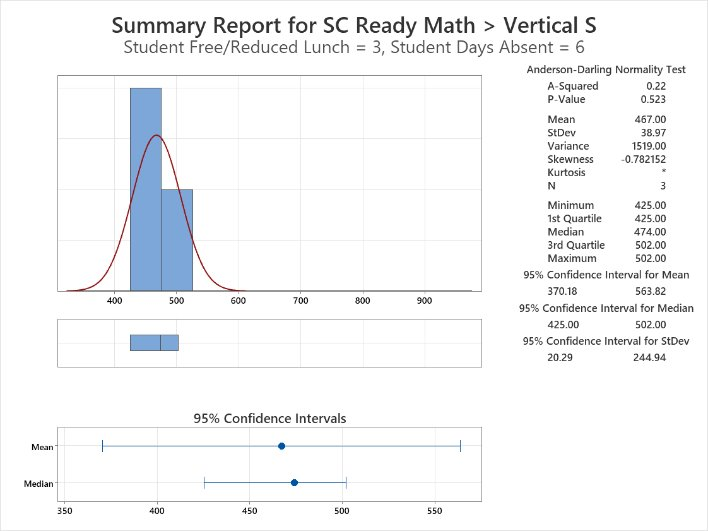 Summary Report for SC Ready Math > Vertical S
Student Free/Reduced Lunch = 3, Student Days Absent = 6
400 500 600 700 800 900
Anderson-Darling Normality Test
A-Squared 0.22
P-Value 0.523
Mean 467.00
StDev 38.97
Variance 1519.00
Skewness -0.782152
Kurtosis *
N 3
Minimum 425.00
1st Quartile 425.00
Median 474.00
3rd Quartile 502.00
Maximum 502.00
95% Confidence Interval for Mean
370.18 563.82
95% Confidence Interval for Median
425.00 502.00
95% Confidence Interval for StDev
20.29 244.94
95% Confidence Intervals
Mean
Median
350 400 450 500 550